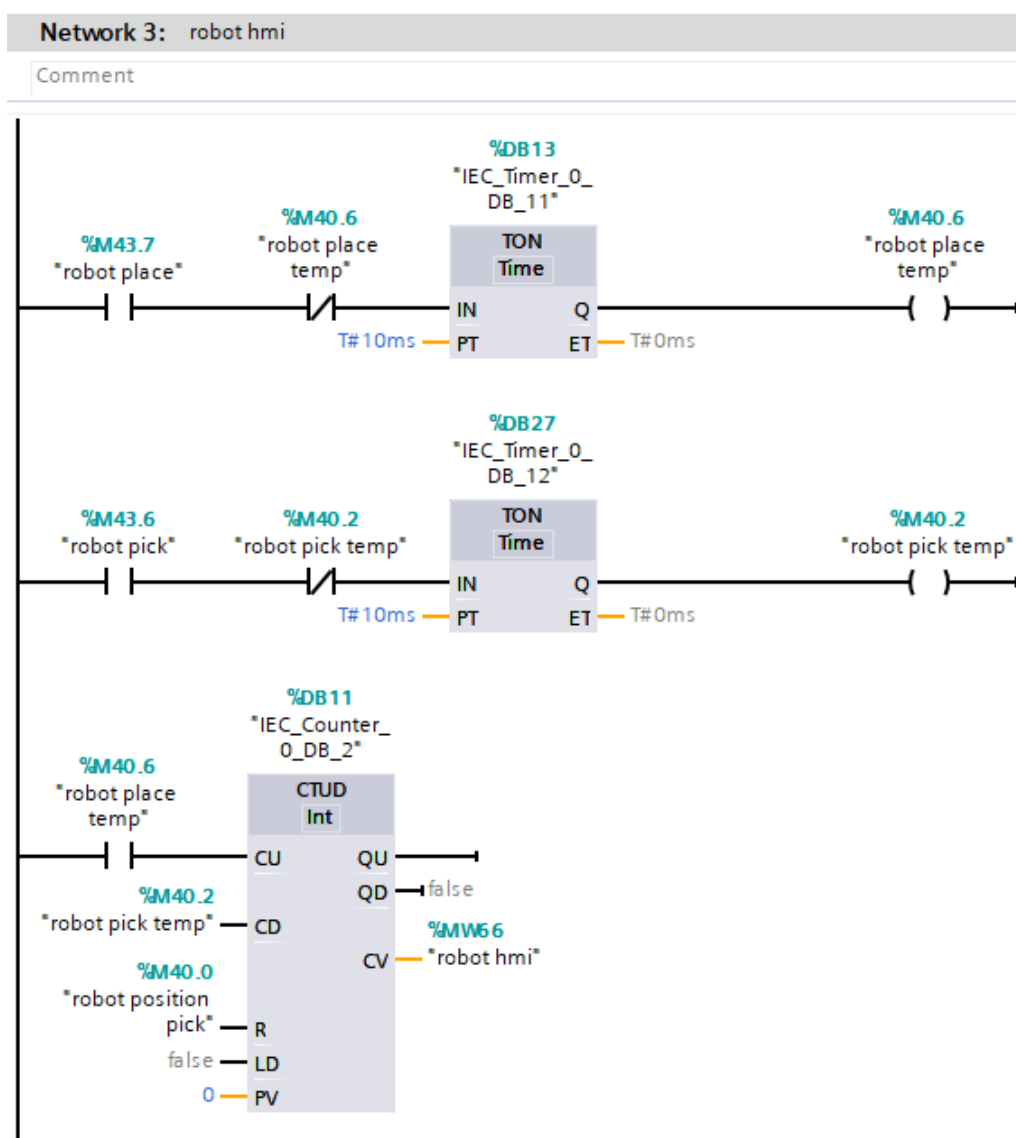 Network 3: robot hmi
Comment
%DB13
"IEC_Timer_0_
DB_11"
%M43.7
"robot place"
%M40.6
"robot place
temp"
TON
Time
%M40.6
"robot place
temp"
IN Q
T#10ms PT ET T#0ms
%DB27
"IEC_Timer_0_
DB_12"
%M43.6
"robot pick"
%M40.2
"robot pick temp"
TON
Time
%M40.2
"robot pick temp"
IN Q
T#10ms PT ET T#0ms
%DB11
"IEC_Counter_
0_DB_2"
%M40.6
"robot place
temp"
CTUD
Int
CU QU
QD false
%M40.2
"robot pick temp" CD
%MW66
CV "robot hmi"
%M40.0
"robot position
pick" R
false LD
0 PV